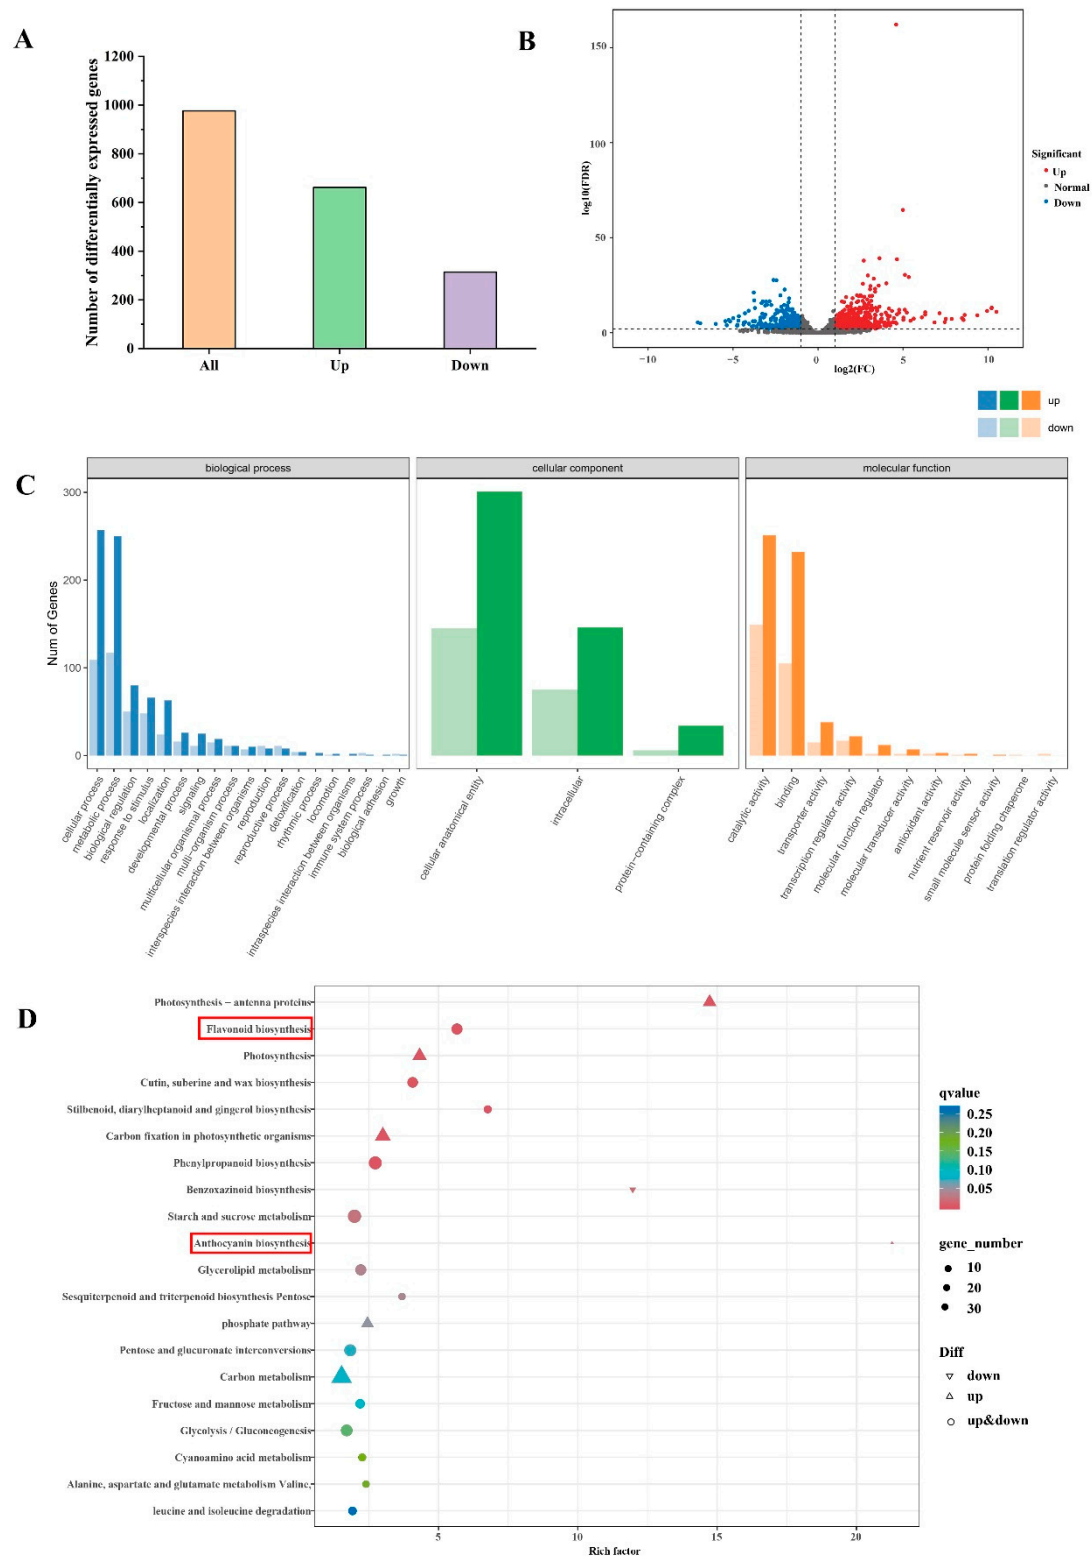 A
1200
1000
800
600
400
200
0
Number of differentially expressed genes
All
Up
Down
B
150
100
50
0
log10(FDR)
−10
−5
0
5
10
log2(FC)
Significant
Up
Normal
Down
up
down
C
biological process
cellular component
molecular function
300
200
100
0
Num of Genes
cellular process
metabolic process
biological regulation
response to stimulus
localization
developmental process
signaling
multicellular organismal process
multi−organism process
interspecies interaction between organisms
reproduction
reproductive process
detoxification
rhythmic process
locomotion
intraspecies interaction between organisms
immune system process
biological adhesion
growth
cellular anatomical entity
intracellular
protein−containing complex
catalytic activity
binding
transporter activity
transcription regulator activity
molecular function regulator
molecular transducer activity
antioxidant activity
nutrient reservoir activity
small molecule sensor activity
protein folding chaperone
translation regulator activity
D
Photosynthesis − antenna proteins
Flavonoid biosynthesis
Photosynthesis
Cutin, suberine and wax biosynthesis
Stilbenoid, diarylheptanoid and gingerol biosynthesis
Carbon fixation in photosynthetic organisms
Phenylpropanoid biosynthesis
Benzoxazinoid biosynthesis
Starch and sucrose metabolism
Anthocyanin biosynthesis
Glycerolipid metabolism
Sesquiterpenoid and triterpenoid biosynthesis Pentose
phosphate pathway
Pentose and glucuronate interconversions
Carbon metabolism
Fructose and mannose metabolism
Glycolysis / Gluconeogenesis
Cyanoamino acid metabolism
Alanine, aspartate and glutamate metabolism Valine,
leucine and isoleucine degradation
5
10
15
20
Rich factor
qvalue
0.25
0.20
0.15
0.10
0.05
gene_number
10
20
30
Diff
down
up
up&down